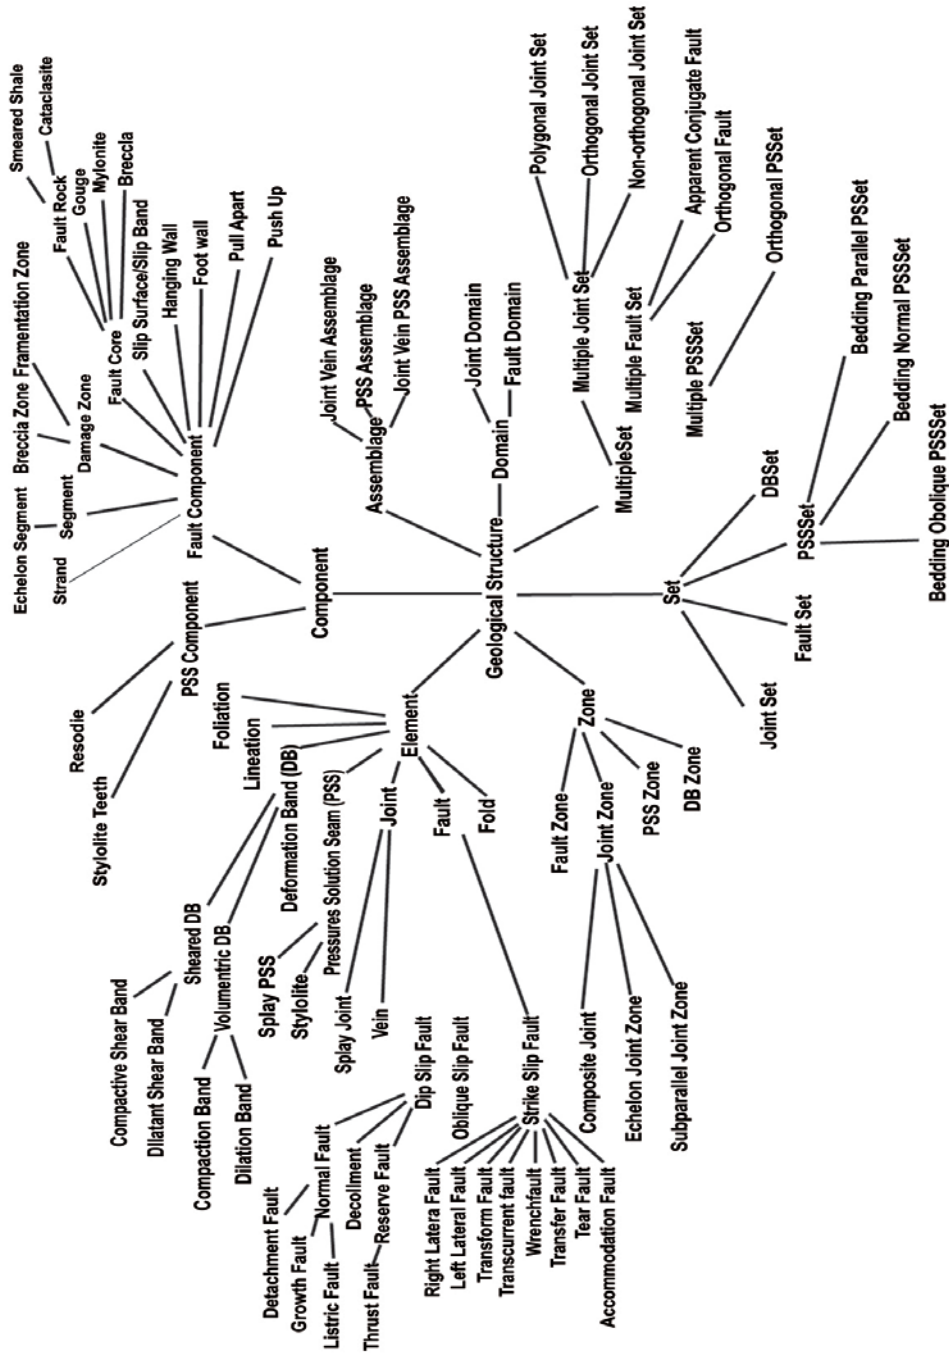 Smeared Shale
Cataclasite
Fault Rock
Gouge
Mylonite
Breccla
Framentation Zone
Breccia Zone
Echelon Segment
Segment
Strand
Damage Zone
Fault Core
Slip Surface/Slip Band
Hanging Wall
Foot wall
Pull Apart
Push Up
Fault Component
PSS Component
Resodie
Stylolite Teeth
Component
Joint Vein Assemblage
PSS Assemblage
Joint Vein PSS Assemblage
Assemblage
Joint Domain
Fault Domain
Domain
Geological Structure
Polygonal Joint Set
Orthogonal Joint Set
Non-orthogonal Joint Set
Multiple Joint Set
Apparent Conjugate Fault
Orthogonal Fault
Multiple Fault Set
Orthogonal PSSet
Multiple PSSSet
MultipleSet
Set
DBSet
PSSSet
Bedding Parallel PSSet
Bedding Normal PSSSet
Bedding Obolique PSSSet
Fault Set
Joint Set
Foliation
Lineation
Deformation Band (DB)
Pressures Solution Seam (PSS)
Element
Joint
Fault
Fold
Zone
Fault Zone
Joint Zone
PSS Zone
DB Zone
Composite Joint
Echelon Joint Zone
Subparallel Joint Zone
Sheared DB
Compactive Shear Band
Dllatant Shear Band
Volumentric DB
Compaction Band
Dilation Band
Splay PSS
Stylolite
Splay Joint
Vein
Dip Slip Fault
Oblique Slip Fault
Strike Slip Fault
Normal Fault
Detachment Fault
Growth Fault
Listric Fault
Decollment
Reserve Fault
Thrust Fault
Right Latera Fault
Left Lateral Fault
Transform Fault
Transcurrent fault
Wrenchfault
Transfer Fault
Tear Fault
Accommodation Fault